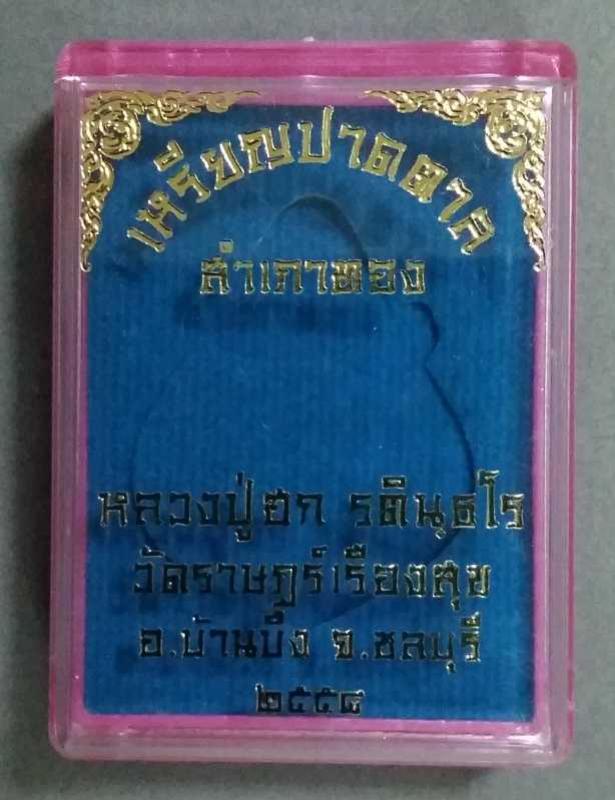 เหรียญปาดตาล
สำเภาทอง
หลวงปู่ฮก รตินฺธโร
วัดราษฎร์เรืองสุข
อ.บ้านบึง จ.ชลบุรี
๒๕๕๘